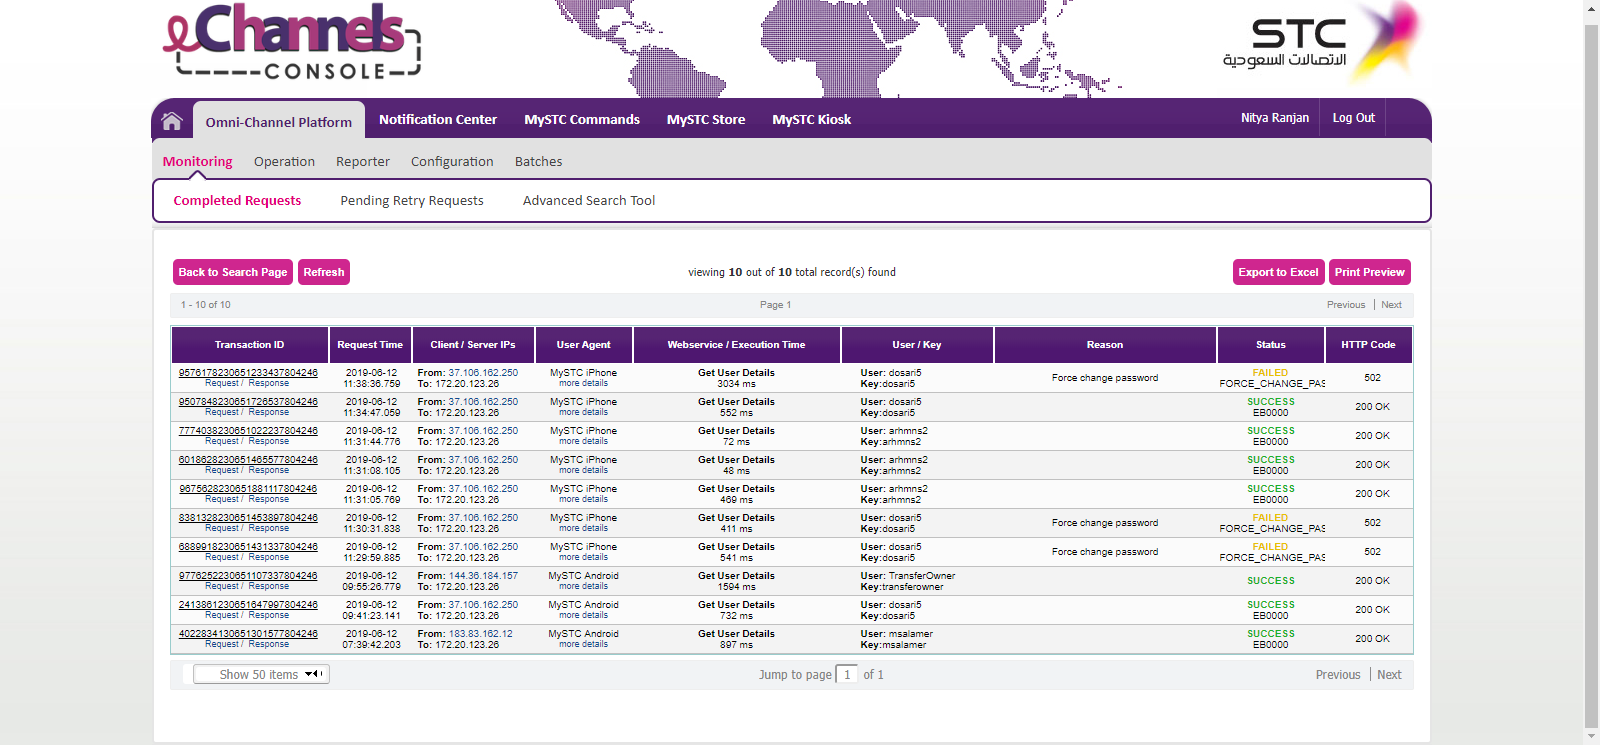 eChannels
CONSOLE
STC
الاتصالات السعودية
Omni-Channel Platform Notification Center MySTC Commands MySTC Store MySTC Kiosk Nitya Ranjan Log Out
Monitoring Operation Reporter Configuration Batches
Completed Requests Pending Retry Requests Advanced Search Tool
Back to Search Page Refresh viewing 10 out of 10 total record(s) found Export to Excel Print Preview
1 - 10 of 10 Page 1 Previous | Next
Transaction ID Request Time Client / Server IPs User Agent Webservice / Execution Time User / Key Reason Status HTTP Code
9576178230651233437804246 2019-06-12 From: 37.106.162.250 MySTC iPhone Get User Details User: dosari5 Force change password FAILED 502
Request / Response 11:38:36.759 To: 172.20.123.26 more details 3034 ms Key:dosari5 FORCE_CHANGE_PAS
9507848230651726537804246 2019-06-12 From: 37.106.162.250 MySTC iPhone Get User Details User: dosari5 SUCCESS 200 OK
Request / Response 11:34:47.059 To: 172.20.123.26 more details 552 ms Key:dosari5 EB0000
7774038230651022237804246 2019-06-12 From: 37.106.162.250 MySTC iPhone Get User Details User: arhmns2 SUCCESS 200 OK
Request / Response 11:31:44.776 To: 172.20.123.26 more details 72 ms Key:arhmns2 EB0000
6018628230651465577804246 2019-06-12 From: 37.106.162.250 MySTC iPhone Get User Details User: arhmns2 SUCCESS 200 OK
Request / Response 11:31:08.105 To: 172.20.123.26 more details 48 ms Key:arhmns2 EB0000
9675628230651881117804246 2019-06-12 From: 37.106.162.250 MySTC iPhone Get User Details User: arhmns2 SUCCESS 200 OK
Request / Response 11:31:05.769 To: 172.20.123.26 more details 469 ms Key:arhmns2 EB0000
8381328230651453897804246 2019-06-12 From: 37.106.162.250 MySTC iPhone Get User Details User: dosari5 Force change password FAILED 502
Request / Response 11:30:31.838 To: 172.20.123.26 more details 411 ms Key:dosari5 FORCE_CHANGE_PAS
6889918230651431337804246 2019-06-12 From: 37.106.162.250 MySTC iPhone Get User Details User: dosari5 Force change password FAILED 502
Request / Response 11:29:59.885 To: 172.20.123.26 more details 541 ms Key:dosari5 FORCE_CHANGE_PAS
9776252230651107337804246 2019-06-12 From: 144.36.184.157 MySTC Android Get User Details User: TransferOwner SUCCESS 200 OK
Request / Response 09:55:26.779 To: 172.20.123.26 more details 1594 ms Key:transferowner
2413861230651647997804246 2019-06-12 From: 37.106.162.250 MySTC Android Get User Details User: dosari5 SUCCESS 200 OK
Request / Response 09:41:23.141 To: 172.20.123.26 more details 732 ms Key:dosari5 EB0000
4022834130651301577804246 2019-06-12 From: 183.83.162.12 MySTC Android Get User Details User: msalamer SUCCESS 200 OK
Request / Response 07:39:42.203 To: 172.20.123.26 more details 897 ms Key:msalamer EB0000
Show 50 items Jump to page 1 of 1 Previous | Next